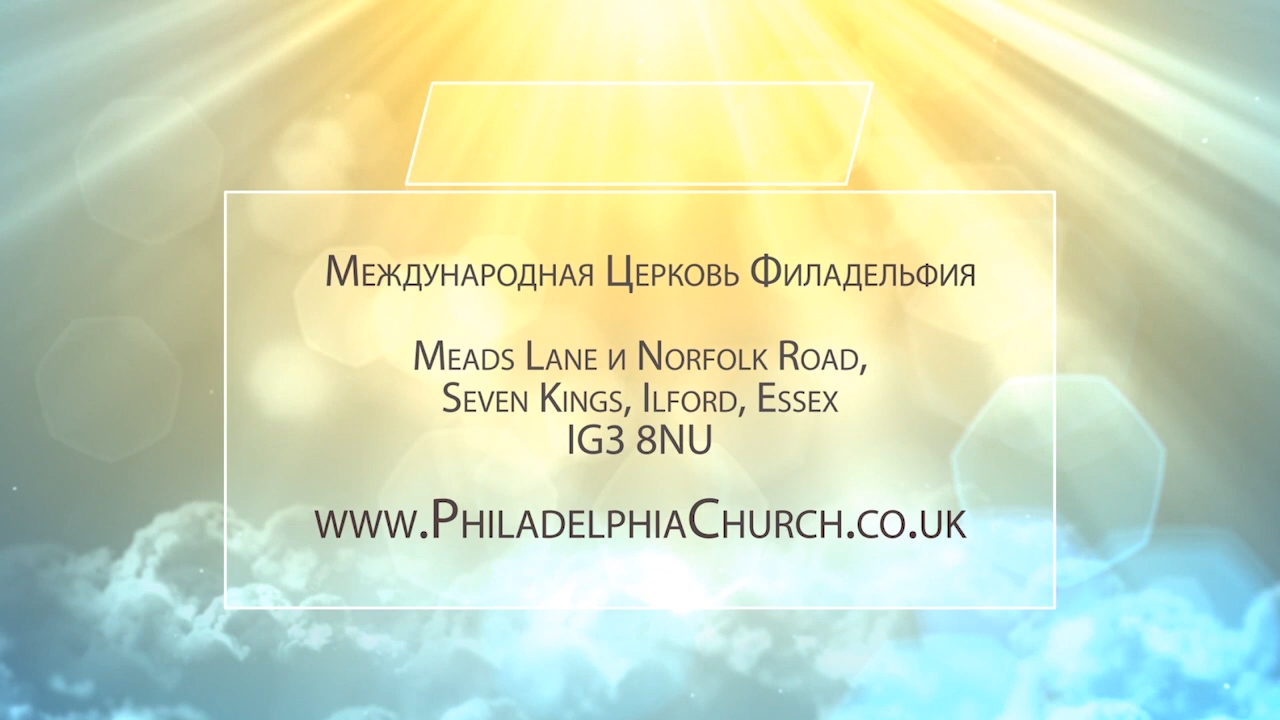 Международная Церковь Филадельфия
Meads Lane и Norfolk Road,
Seven Kings, Ilford, Essex
IG3 8NU
www.PhiladelphiaChurch.co.uk